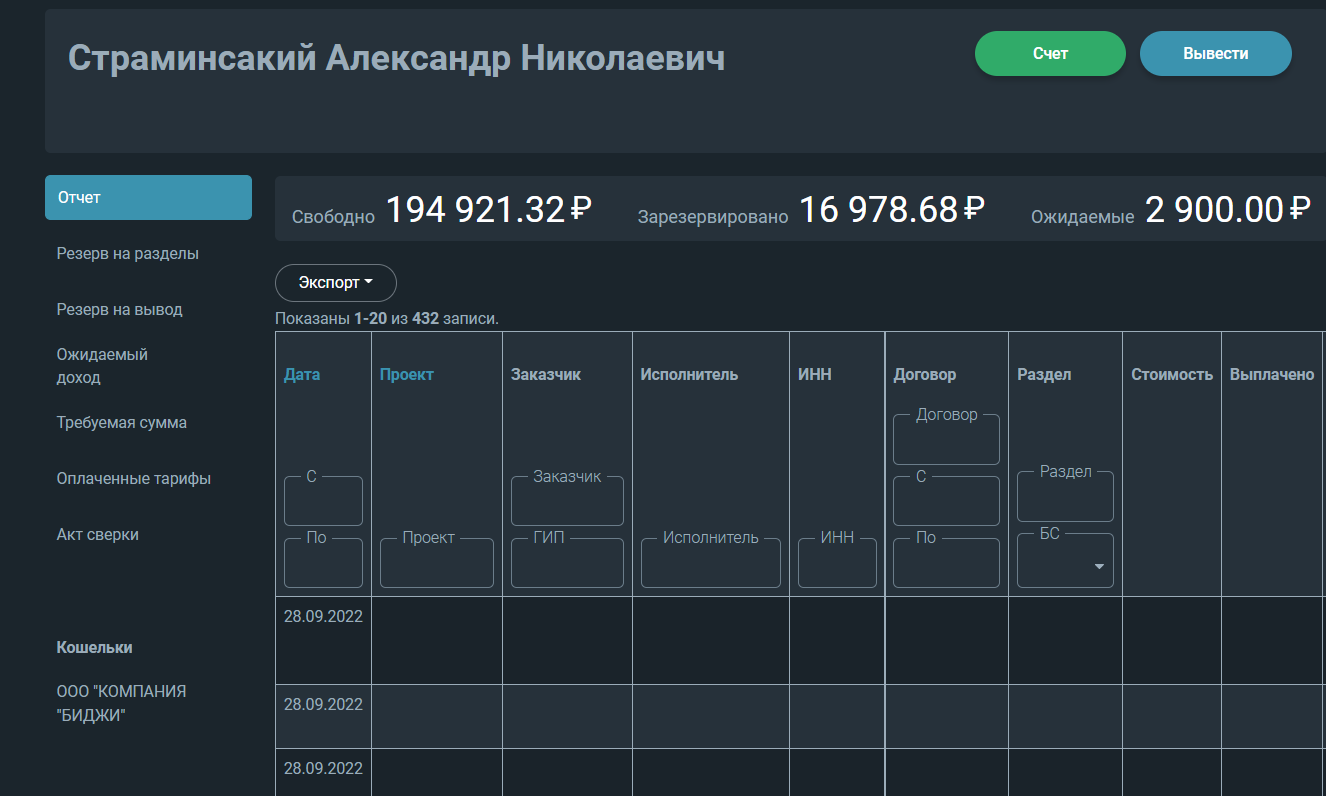 Страминсакий Александр Николаевич
Счет
Вывести
Отчет
Резерв на разделы
Резерв на вывод
Ожидаемый
доход
Требуемая сумма
Оплаченные тарифы
Акт сверки
Кошельки
ООО "КОМПАНИЯ
"БИДЖИ"
Свободно 194 921.32 ₽
Зарезервировано 16 978.68 ₽
Ожидаемые 2 900.00 ₽
Экспорт
Показаны 1-20 из 432 записи.
Дата Проект Заказчик Исполнитель ИНН Договор Раздел Стоимость Выплачено
Договор
С Заказчик С Раздел
По Проект ГИП Исполнитель ИНН По БС
28.09.2022
28.09.2022
28.09.2022